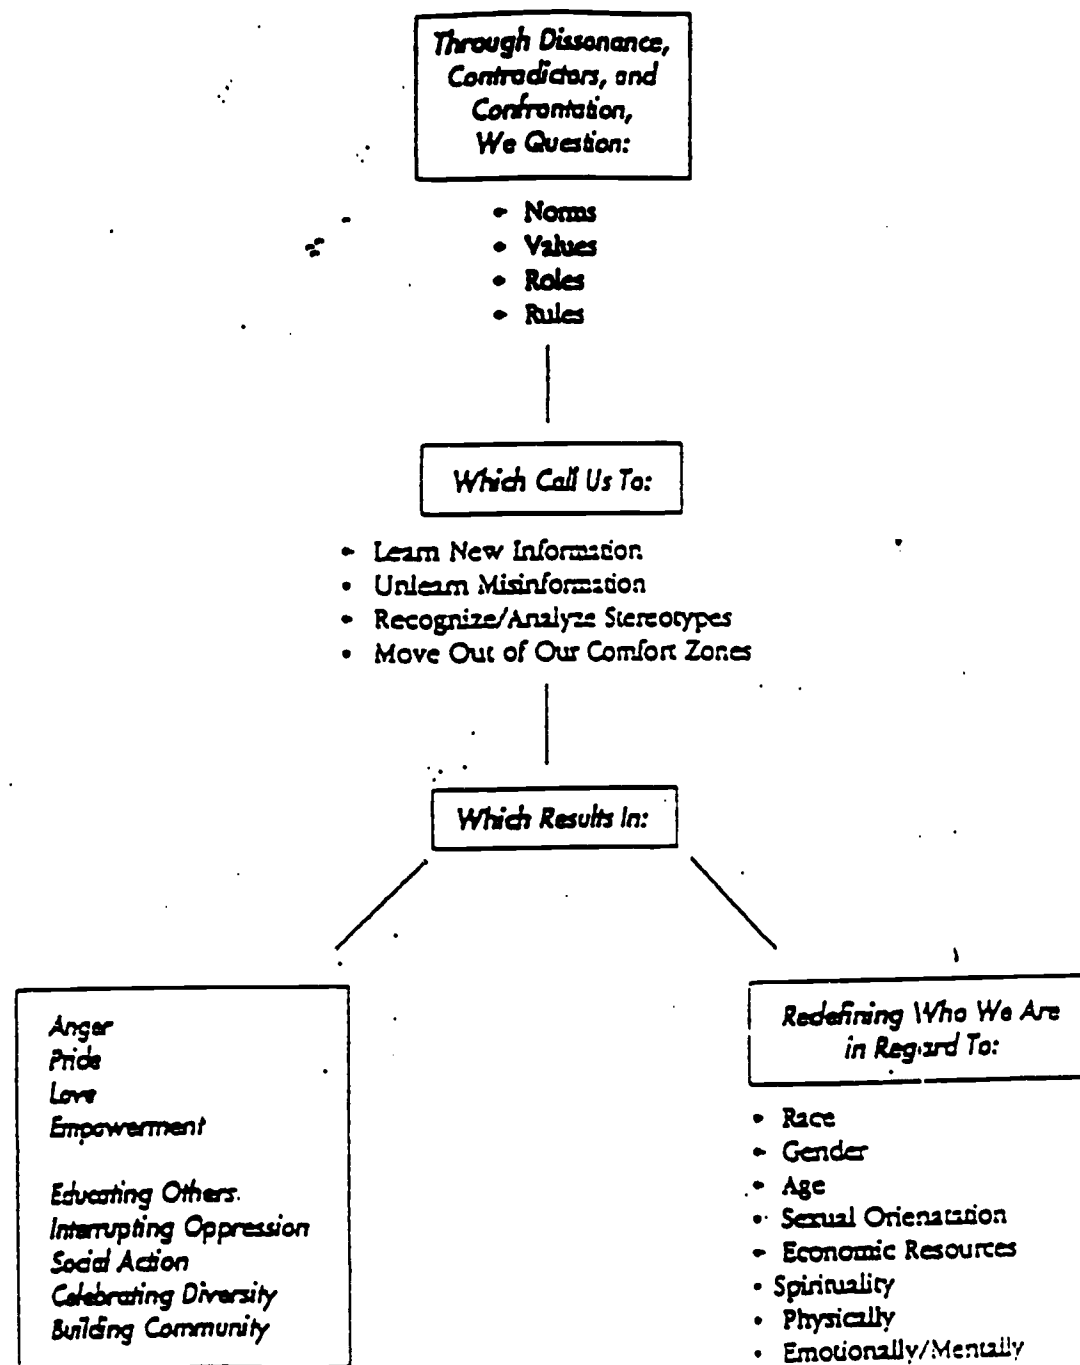 Through Dissonance,
Contradictors, and
Confrontation,
We Question:
• Norms
• Values
• Roles
• Rules
Which Call Us To:
• Learn New Information
• Unlearn Misinformation
• Recognize/Analyze Stereotypes
• Move Out of Our Comfort Zones
Which Results In:
Anger
Pride
Love
Empowerment
Educating Others.
Interrupting Oppression
Social Action
Celebrating Diversity
Building Community
Redefining Who We Are
in Regard To:
• Race
• Gender
• Age
• Sexual Orienatation
• Economic Resources
• Spirituality
• Physically
• Emotionally/Mentally